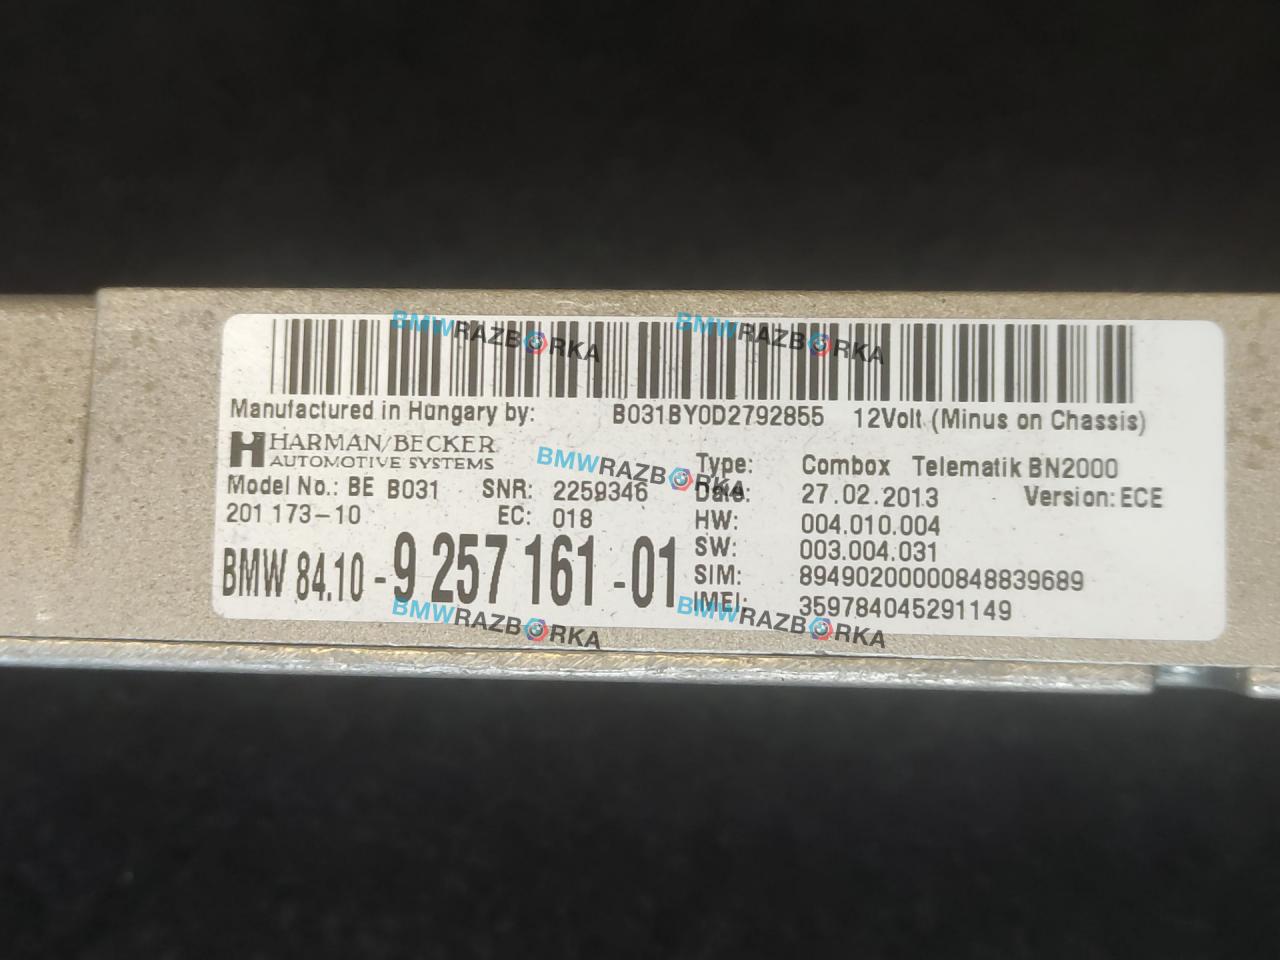 Manufactured in Hungary by: B031BY0D2792855 12Volt (Minus on Chassis)
HARMAN/BECKER
AUTOMOTIVE SYSTEMS
Model No.: BE B031 SNR: 2259346
201 173-10 EC: 018
BMW 84.10-9 257 161-01
Type: Combox Telematik BN2000
Date: 27.02.2013 Version: ECE
HW: 004.010.004
SW: 003.004.031
SIM: 89490200000848839689
IMEI: 359784045291149
BMWRAZBORKA
BMWRAZBORKA
BMWRAZBORKA
BMWRAZBORKA
BMWRAZBORKA